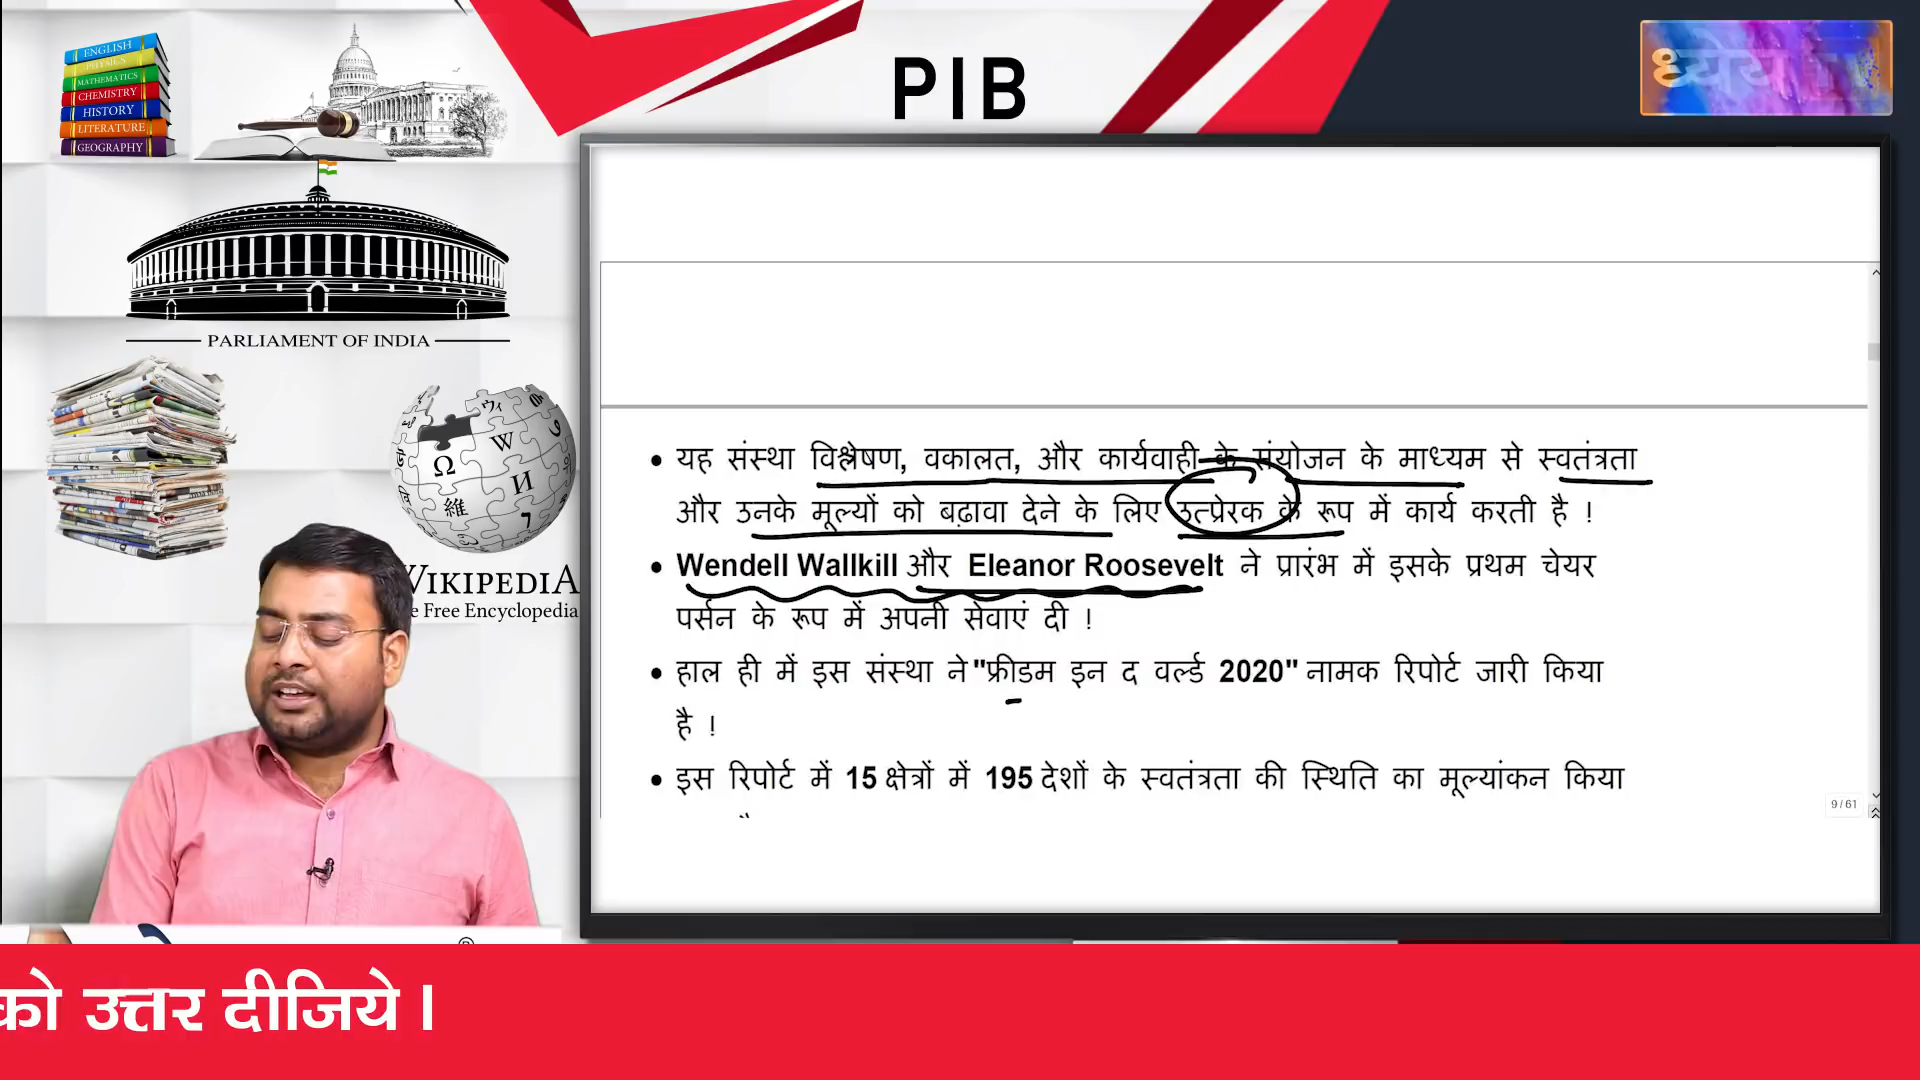 PIB
ध्येय
ENGLISH
PHYSICS
MATHEMATICS
CHEMISTRY
HISTORY
LITERATURE
GEOGRAPHY
PARLIAMENT OF INDIA
WIKIPEDIA
e Free Encyclopedia
यह संस्था विश्लेषण, वकालत, और कार्यवाही के संयोजन के माध्यम से स्वतंत्रता
और उनके मूल्यों को बढ़ावा देने के लिए उत्प्रेरक के रूप में कार्य करती है !
Wendell Wallkill और Eleanor Roosevelt ने प्रारंभ में इसके प्रथम चेयर
पर्सन के रूप में अपनी सेवाएं दी !
हाल ही में इस संस्था ने "फ्रीडम इन द वर्ल्ड 2020" नामक रिपोर्ट जारी किया
है !
इस रिपोर्ट में 15 क्षेत्रों में 195 देशों के स्वतंत्रता की स्थिति का मूल्यांकन किया
9/61
को उत्तर दीजिये ।